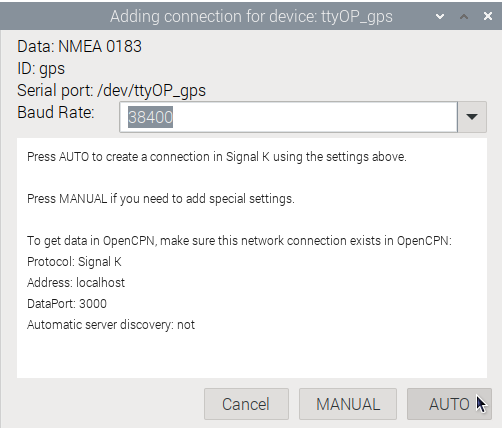 Adding connection for device: ttyOP_gps
Data: NMEA 0183
ID: gps
Serial port: /dev/ttyOP_gps
Baud Rate: 38400
Press AUTO to create a connection in Signal K using the settings above.
Press MANUAL if you need to add special settings.
To get data in OpenCPN, make sure this network connection exists in OpenCPN:
Protocol: Signal K
Address: localhost
DataPort: 3000
Automatic server discovery: not
Cancel MANUAL AUTO